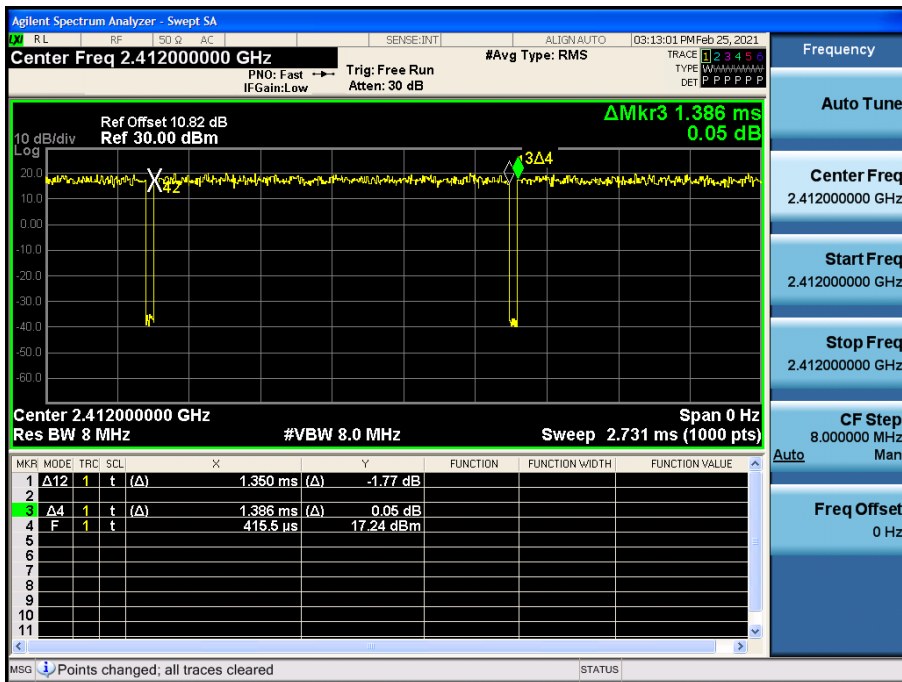 Agilent Spectrum Analyzer - Swept SA
LXI RL RF 50 Ω AC SENSE:INT ALIGNAUTO 03:13:01 PM Feb 25, 2021
Center Freq 2.412000000 GHz #Avg Type: RMS TRACE 1 2 3 4 5 6
PNO: Fast Trig: Free Run TYPE WWWWWW
IFGain:Low Atten: 30 dB DET P P P P P P
Frequency
Auto Tune
Center Freq
2.412000000 GHz
Start Freq
2.412000000 GHz
Stop Freq
2.412000000 GHz
CF Step
8.000000 MHz
Auto Man
Freq Offset
0 Hz
ΔMkr3 1.386 ms
0.05 dB
Ref Offset 10.82 dB
10 dB/div Ref 30.00 dBm
Log
3Δ4
42
20.0
10.0
0.00
-10.0
-20.0
-30.0
-40.0
-50.0
-60.0
Center 2.412000000 GHz Span 0 Hz
Res BW 8 MHz #VBW 8.0 MHz Sweep 2.731 ms (1000 pts)
MKR MODE TRC SCL X Y FUNCTION FUNCTION WIDTH FUNCTION VALUE
1 Δ12 1 t (Δ) 1.350 ms (Δ) -1.77 dB
2
3 Δ4 1 t (Δ) 1.386 ms (Δ) 0.05 dB
4 F 1 t 415.5 µs 17.24 dBm
5
6
7
8
9
10
11
MSG Points changed; all traces cleared STATUS